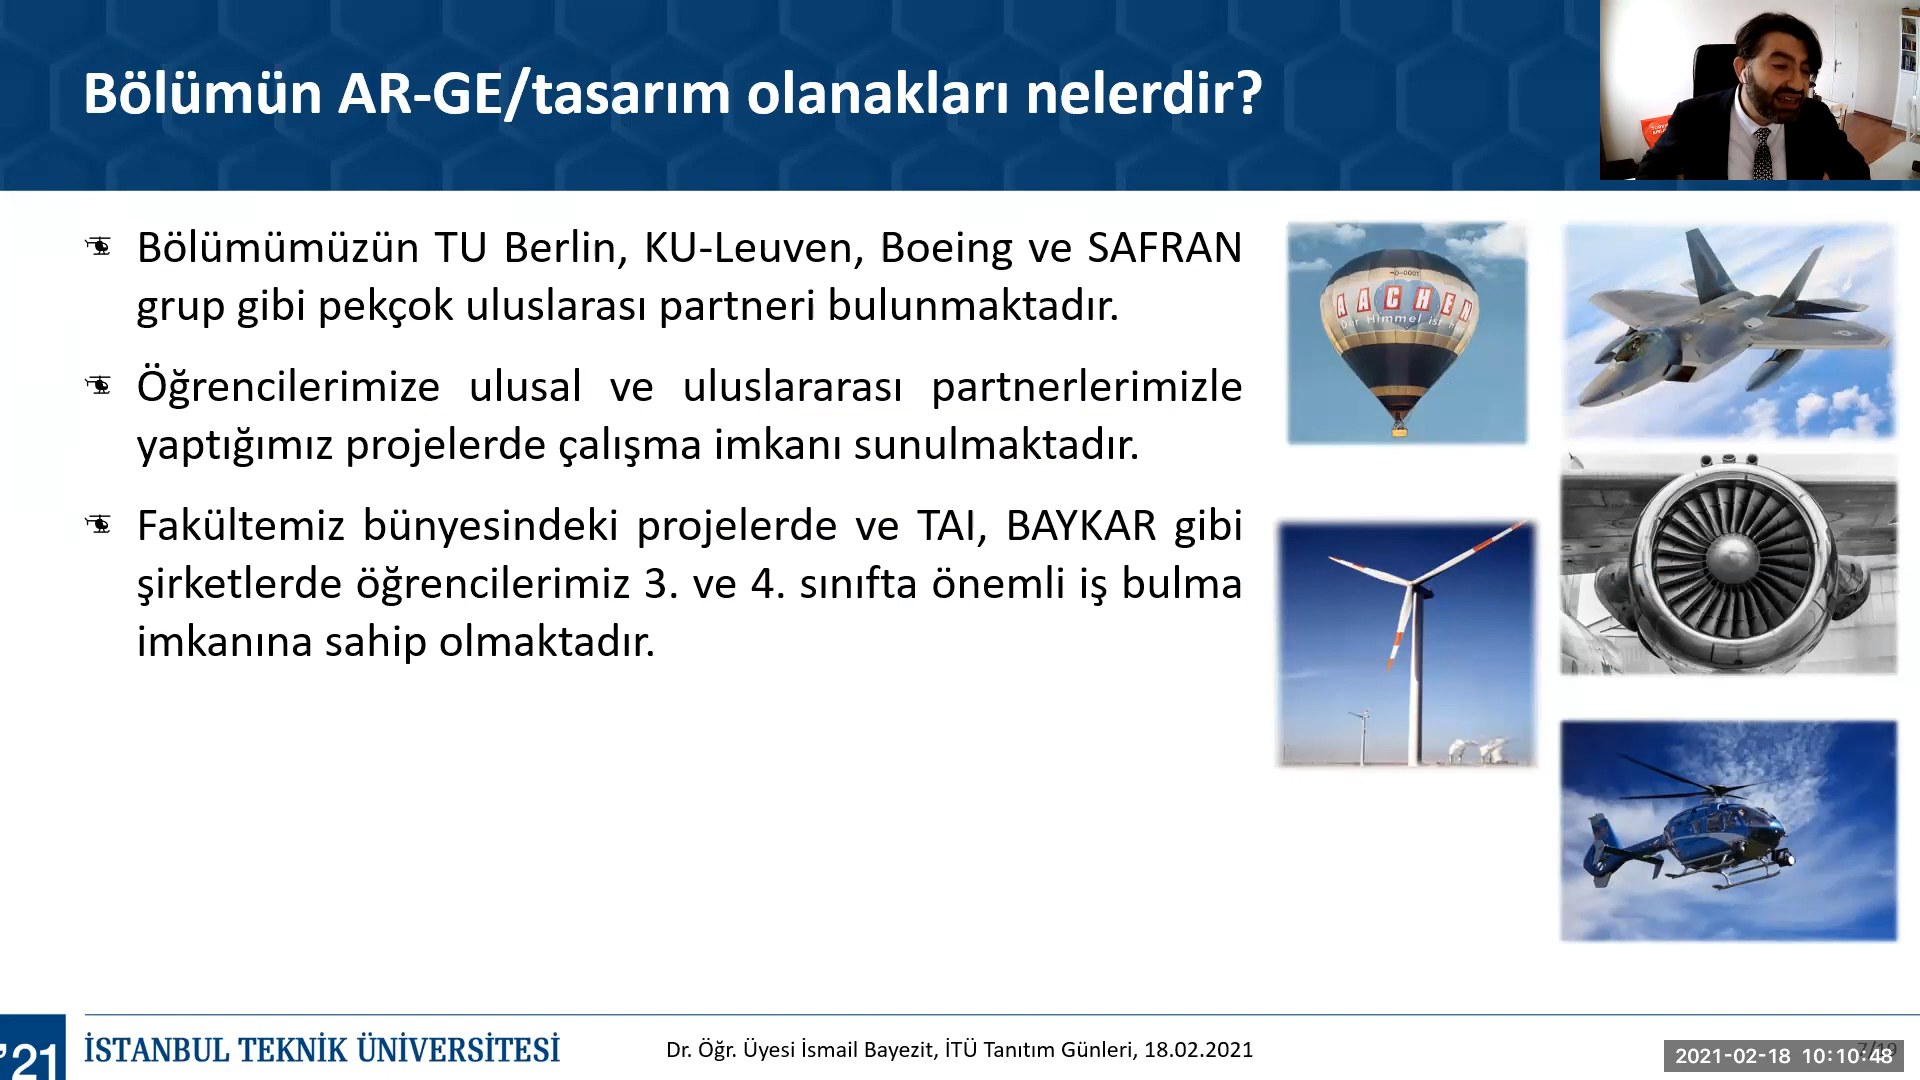 Bölümün AR-GE/tasarım olanakları nelerdir?
Bölümümüzün TU Berlin, KU-Leuven, Boeing ve SAFRAN
grup gibi pekçok uluslarası partneri bulunmaktadır.
Öğrencilerimize ulusal ve uluslararası partnerlerimizle
yaptığımız projelerde çalışma imkanı sunulmaktadır.
Fakültemiz bünyesindeki projelerde ve TAI, BAYKAR gibi
şirketlerde öğrencilerimiz 3. ve 4. sınıfta önemli iş bulma
imkanına sahip olmaktadır.
AACHEN
Der Himmel ist
'21
İSTANBUL TEKNİK ÜNİVERSİTESİ
Dr. Öğr. Üyesi İsmail Bayezit, İTÜ Tanıtım Günleri, 18.02.2021
7/19
2021-02-18 10:10:48